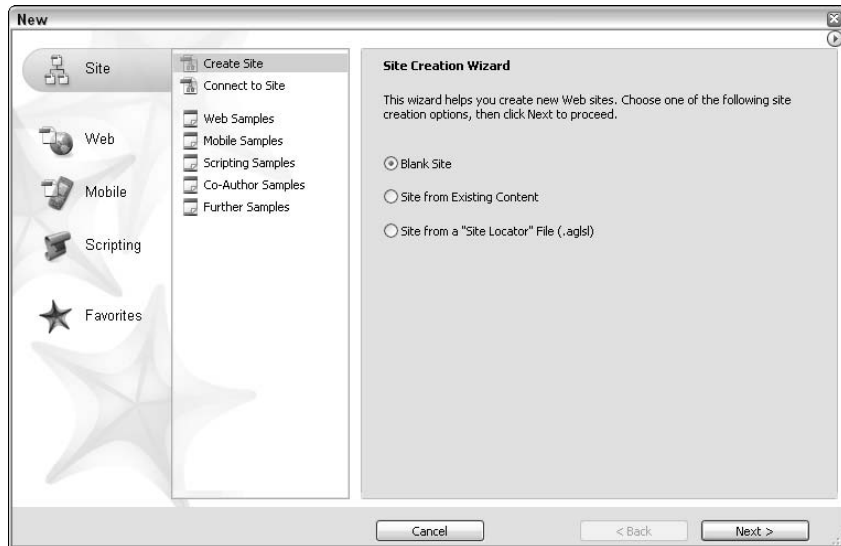 New
Site
Web
Mobile
Scripting
Favorites
Create Site
Connect to Site
Web Samples
Mobile Samples
Scripting Samples
Co-Author Samples
Further Samples
Site Creation Wizard
This wizard helps you create new Web sites. Choose one of the following site
creation options, then click Next to proceed.
Blank Site
Site from Existing Content
Site from a "Site Locator" File (.aglsl)
Cancel
< Back
Next >